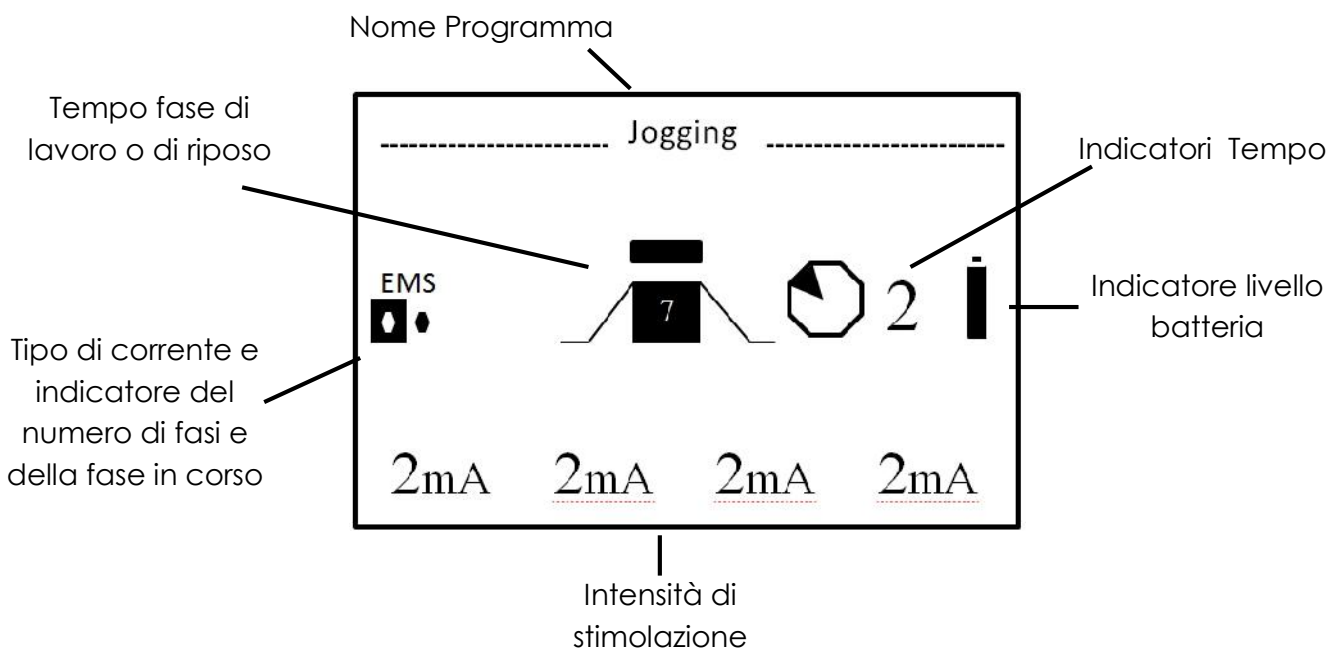 Nome Programma
Tempo fase di
lavoro o di riposo
Jogging
Indicatori Tempo
EMS
7
2
Indicatore livello
batteria
Tipo di corrente e
indicatore del
numero di fasi e
della fase in corso
2mA 2mA 2mA 2mA
Intensità di
stimolazione